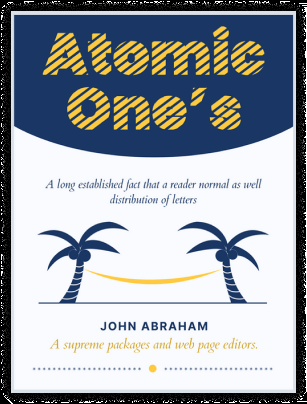 Atomic
One's
A long established fact that a reader normal as well
distribution of letters
JOHN ABRAHAM
A supreme packages and web page editors.